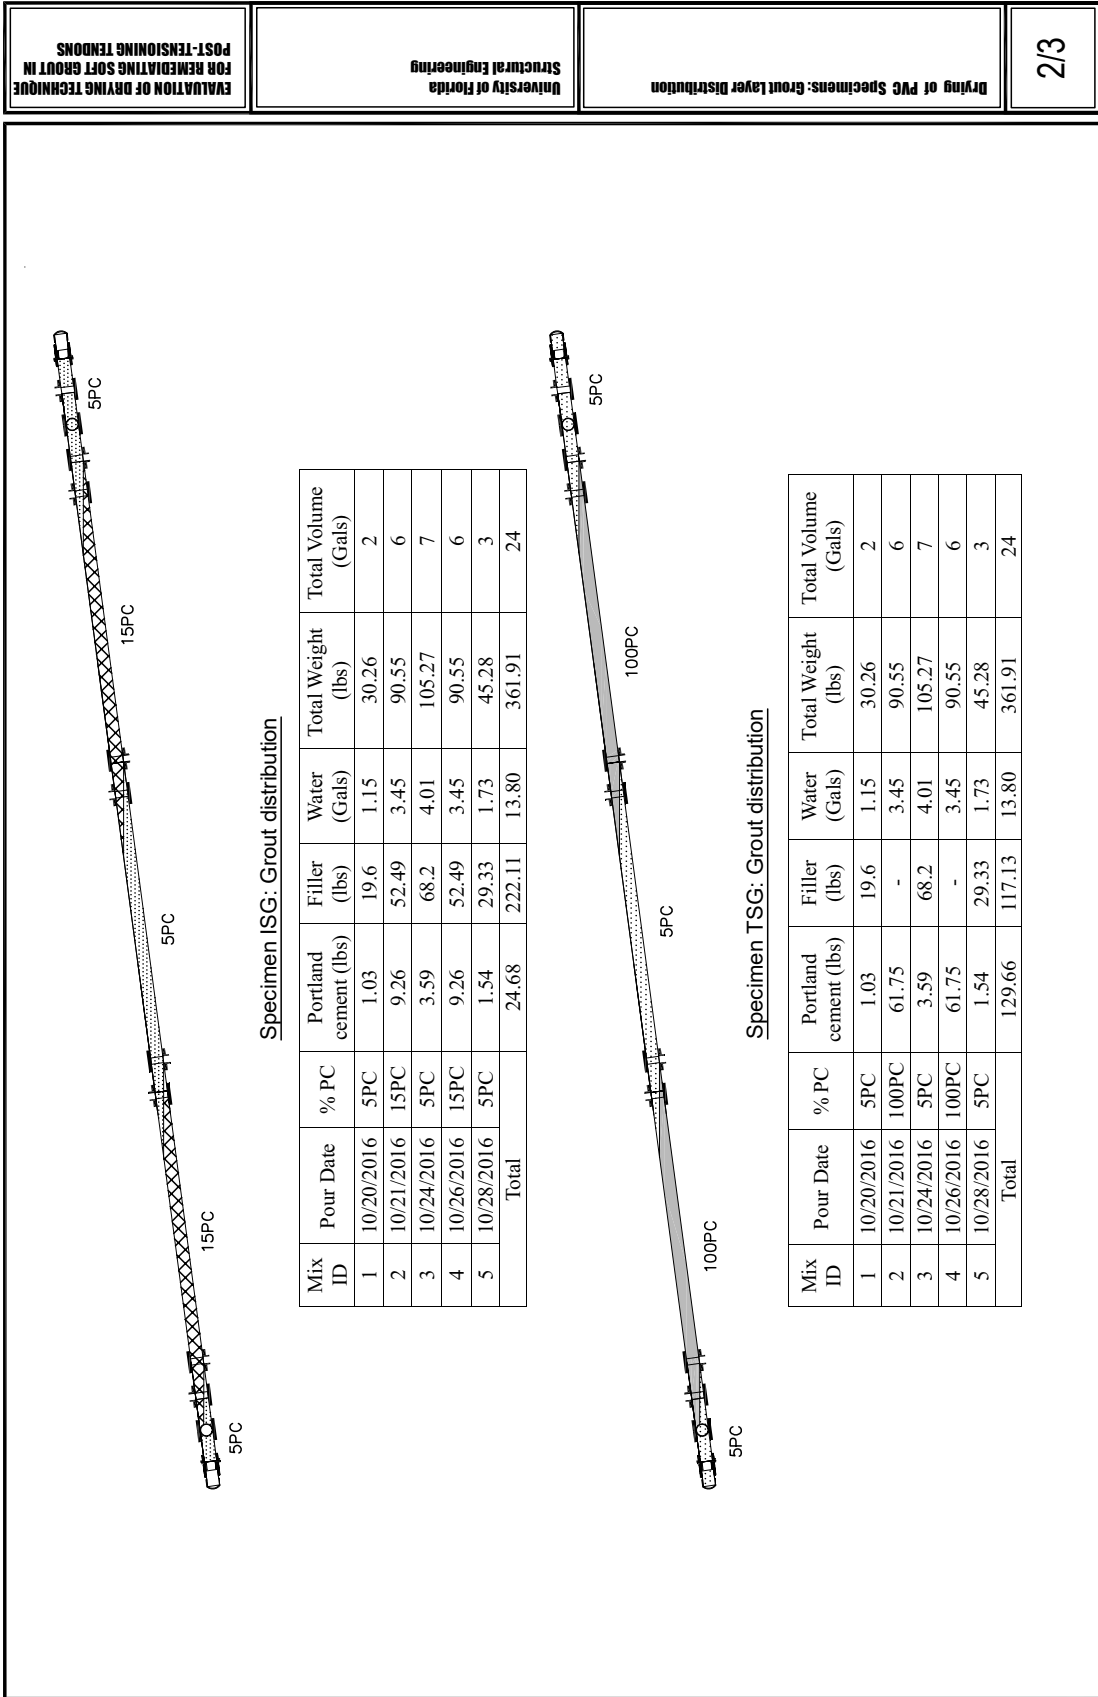 5PC
15PC
5PC
15PC
5PC
Specimen ISG: Grout distribution
Mix ID Pour Date % PC Portland cement (lbs) Filler (lbs) Water (Gals) Total Weight (lbs) Total Volume (Gals)
1 10/20/2016 5PC 1.03 19.6 1.15 30.26 2
2 10/21/2016 15PC 9.26 52.49 3.45 90.55 6
3 10/24/2016 5PC 3.59 68.2 4.01 105.27 7
4 10/26/2016 15PC 9.26 52.49 3.45 90.55 6
5 10/28/2016 5PC 1.54 29.33 1.73 45.28 3
Total 24.68 222.11 13.80 361.91 24
5PC
100PC
5PC
100PC
5PC
Specimen TSG: Grout distribution
Mix ID Pour Date % PC Portland cement (lbs) Filler (lbs) Water (Gals) Total Weight (lbs) Total Volume (Gals)
1 10/20/2016 5PC 1.03 19.6 1.15 30.26 2
2 10/21/2016 100PC 61.75 - 3.45 90.55 6
3 10/24/2016 5PC 3.59 68.2 4.01 105.27 7
4 10/26/2016 100PC 61.75 - 3.45 90.55 6
5 10/28/2016 5PC 1.54 29.33 1.73 45.28 3
Total 129.66 117.13 13.80 361.91 24
EVALUATION OF DRYING TECHNIQUE
FOR REMEDIATING SOFT GROUT IN
POST-TENSIONING TENDONS
University of Florida
Structural Engineering
Drying of PVC Specimens: Grout Layer Distribution
2/3